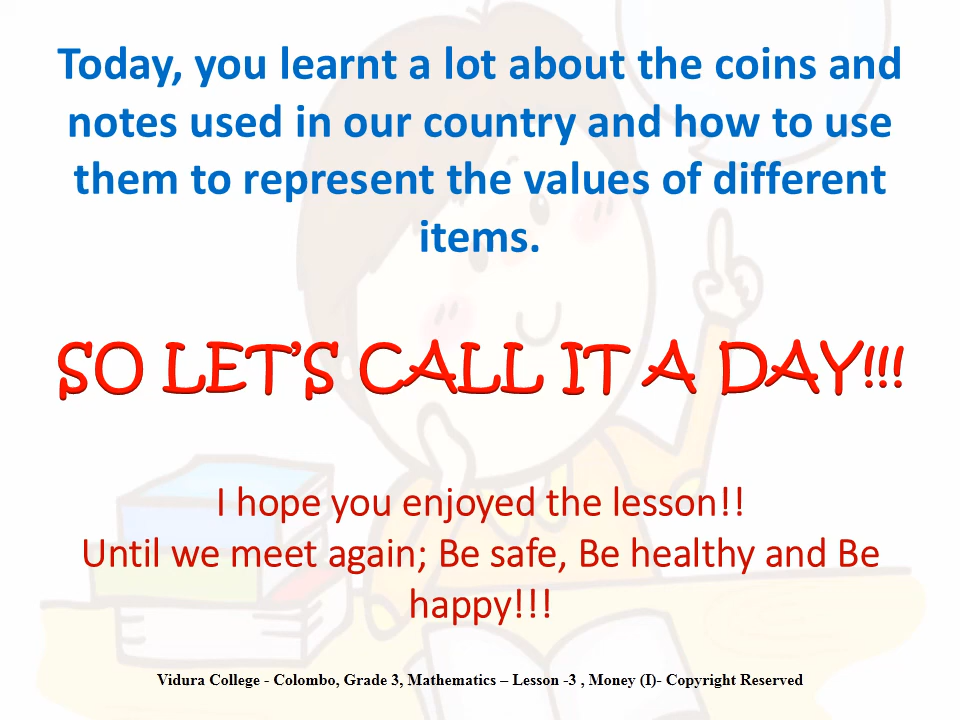 Today, you learnt a lot about the coins and
notes used in our country and how to use
them to represent the values of different
items.
SO LET’S CALL IT A DAY!!!
I hope you enjoyed the lesson!!
Until we meet again; Be safe, Be healthy and Be
happy!!!
Vidura College - Colombo, Grade 3, Mathematics – Lesson -3 , Money (I)- Copyright Reserved